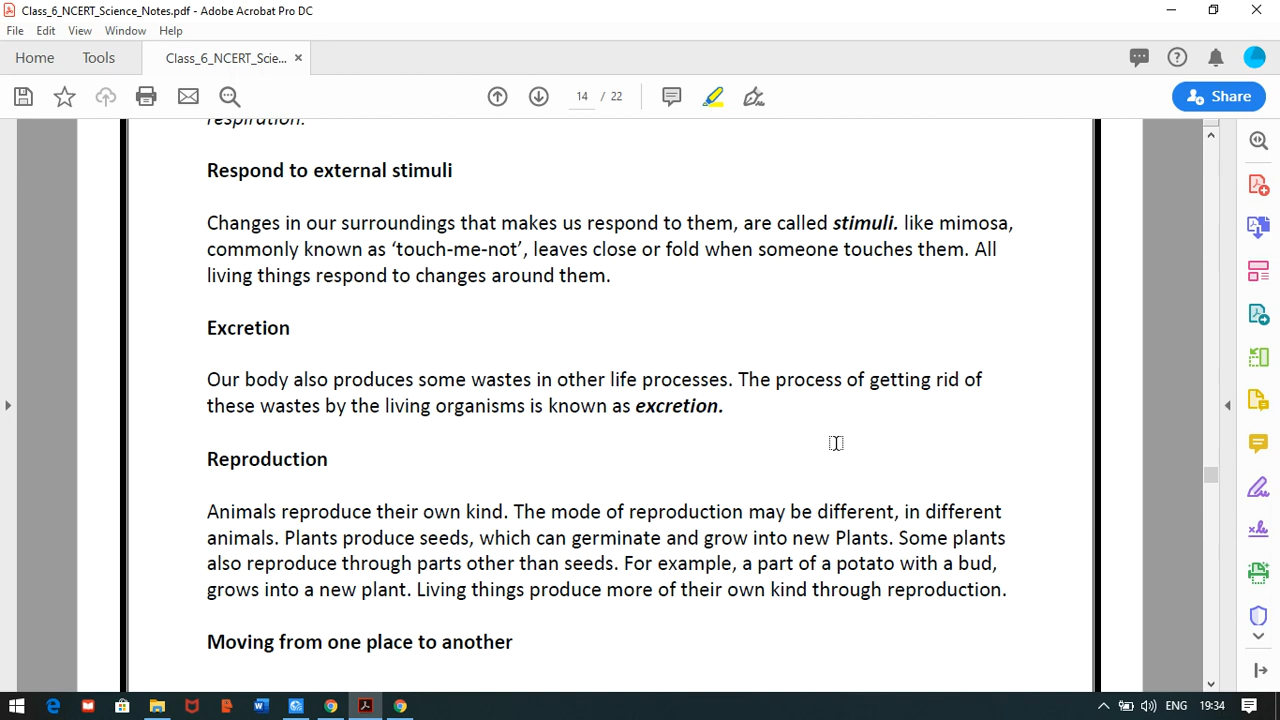 Class_6_NCERT_Science_Notes.pdf - Adobe Acrobat Pro DC
File Edit View Window Help
Home Tools Class_6_NCERT_Scie... ×
14 / 22
Share
respiration.
Respond to external stimuli
Changes in our surroundings that makes us respond to them, are called stimuli. like mimosa,
commonly known as ‘touch-me-not’, leaves close or fold when someone touches them. All
living things respond to changes around them.
Excretion
Our body also produces some wastes in other life processes. The process of getting rid of
these wastes by the living organisms is known as excretion.
Reproduction
Animals reproduce their own kind. The mode of reproduction may be different, in different
animals. Plants produce seeds, which can germinate and grow into new Plants. Some plants
also reproduce through parts other than seeds. For example, a part of a potato with a bud,
grows into a new plant. Living things produce more of their own kind through reproduction.
Moving from one place to another
ENG 19:34